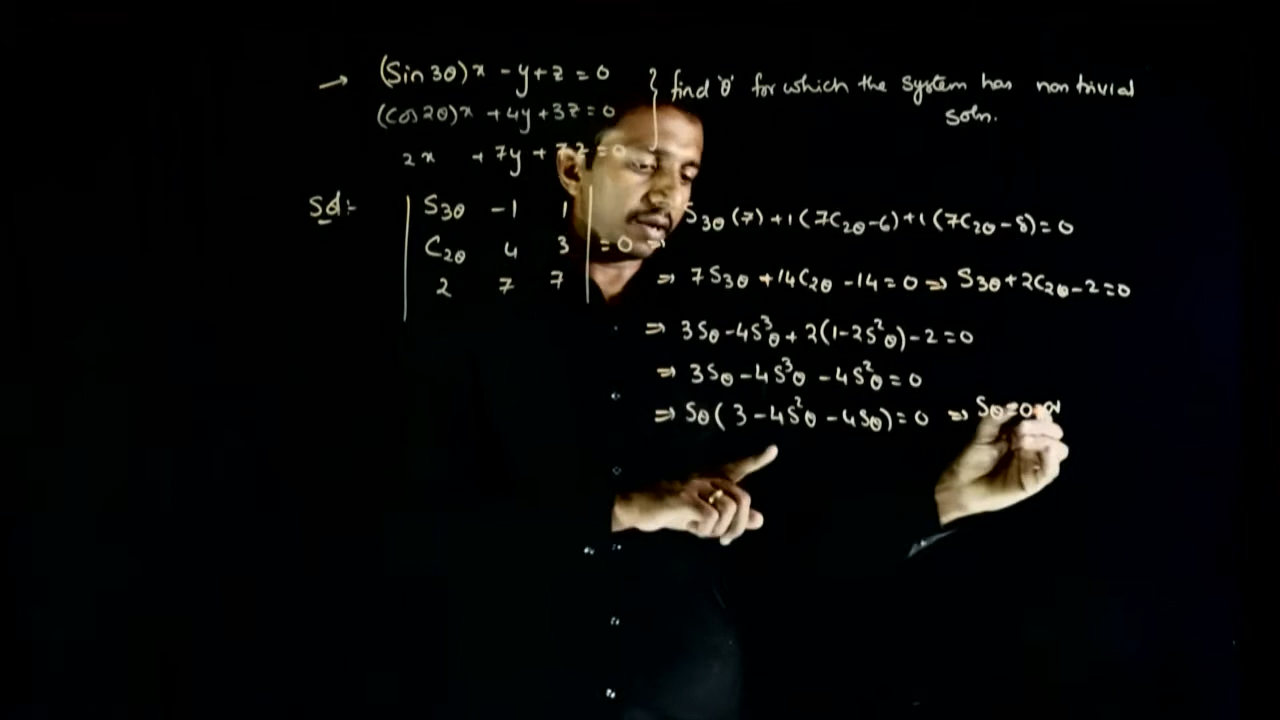 → (Sin 3θ)x - y + z = 0 } find 'θ' for which the system has non trivial
(Cos 2θ)x + 4y + 3z = 0
soln.
2x + 7y + 7z = 0
Sol:-
| S3θ -1 1 |
| C2θ 4 3 | = 0 ⇒ S3θ(7) + 1(7C2θ - 6) + 1(7C2θ - 8) = 0
| 2 7 7 |
⇒ 7S3θ + 14C2θ - 14 = 0 ⇒ S3θ + 2C2θ - 2 = 0
⇒ 3Sθ - 4S³θ + 2(1 - 2S²θ) - 2 = 0
⇒ 3Sθ - 4S³θ - 4S²θ = 0
⇒ Sθ(3 - 4S²θ - 4Sθ) = 0 ⇒ Sθ = 0